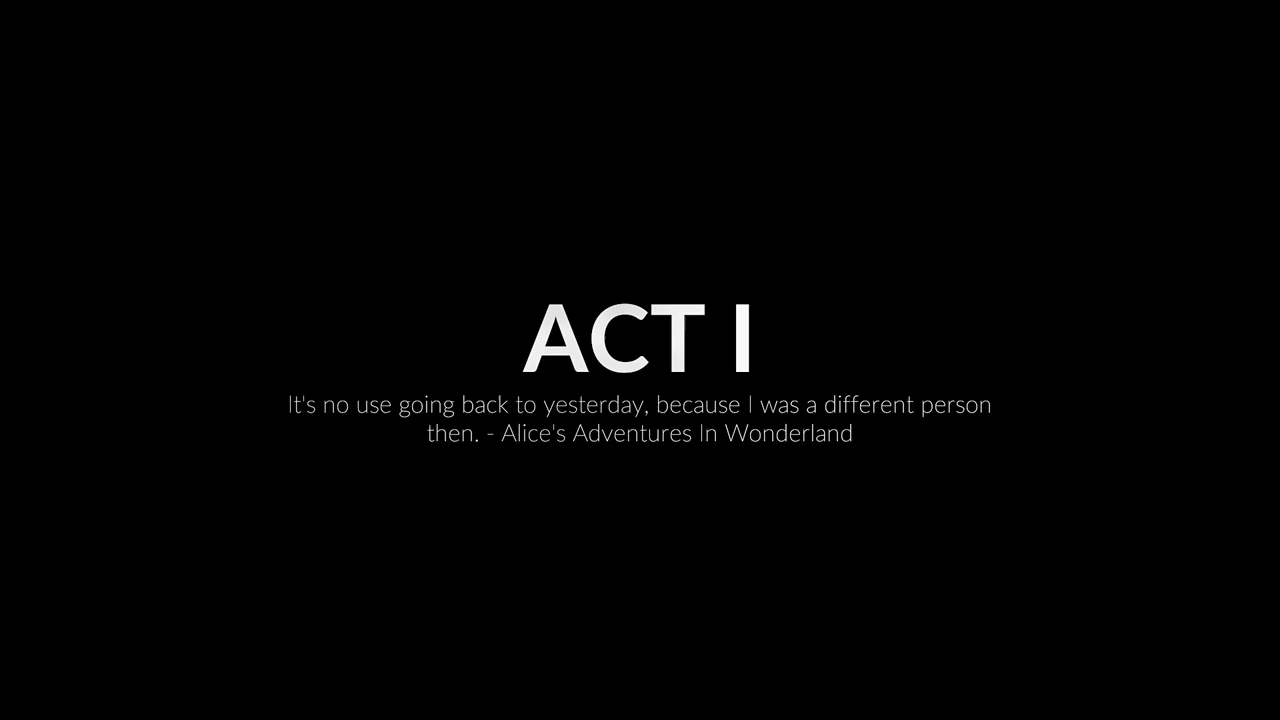 ACT I
It's no use going back to yesterday, because I was a different person
then. - Alice's Adventures In Wonderland